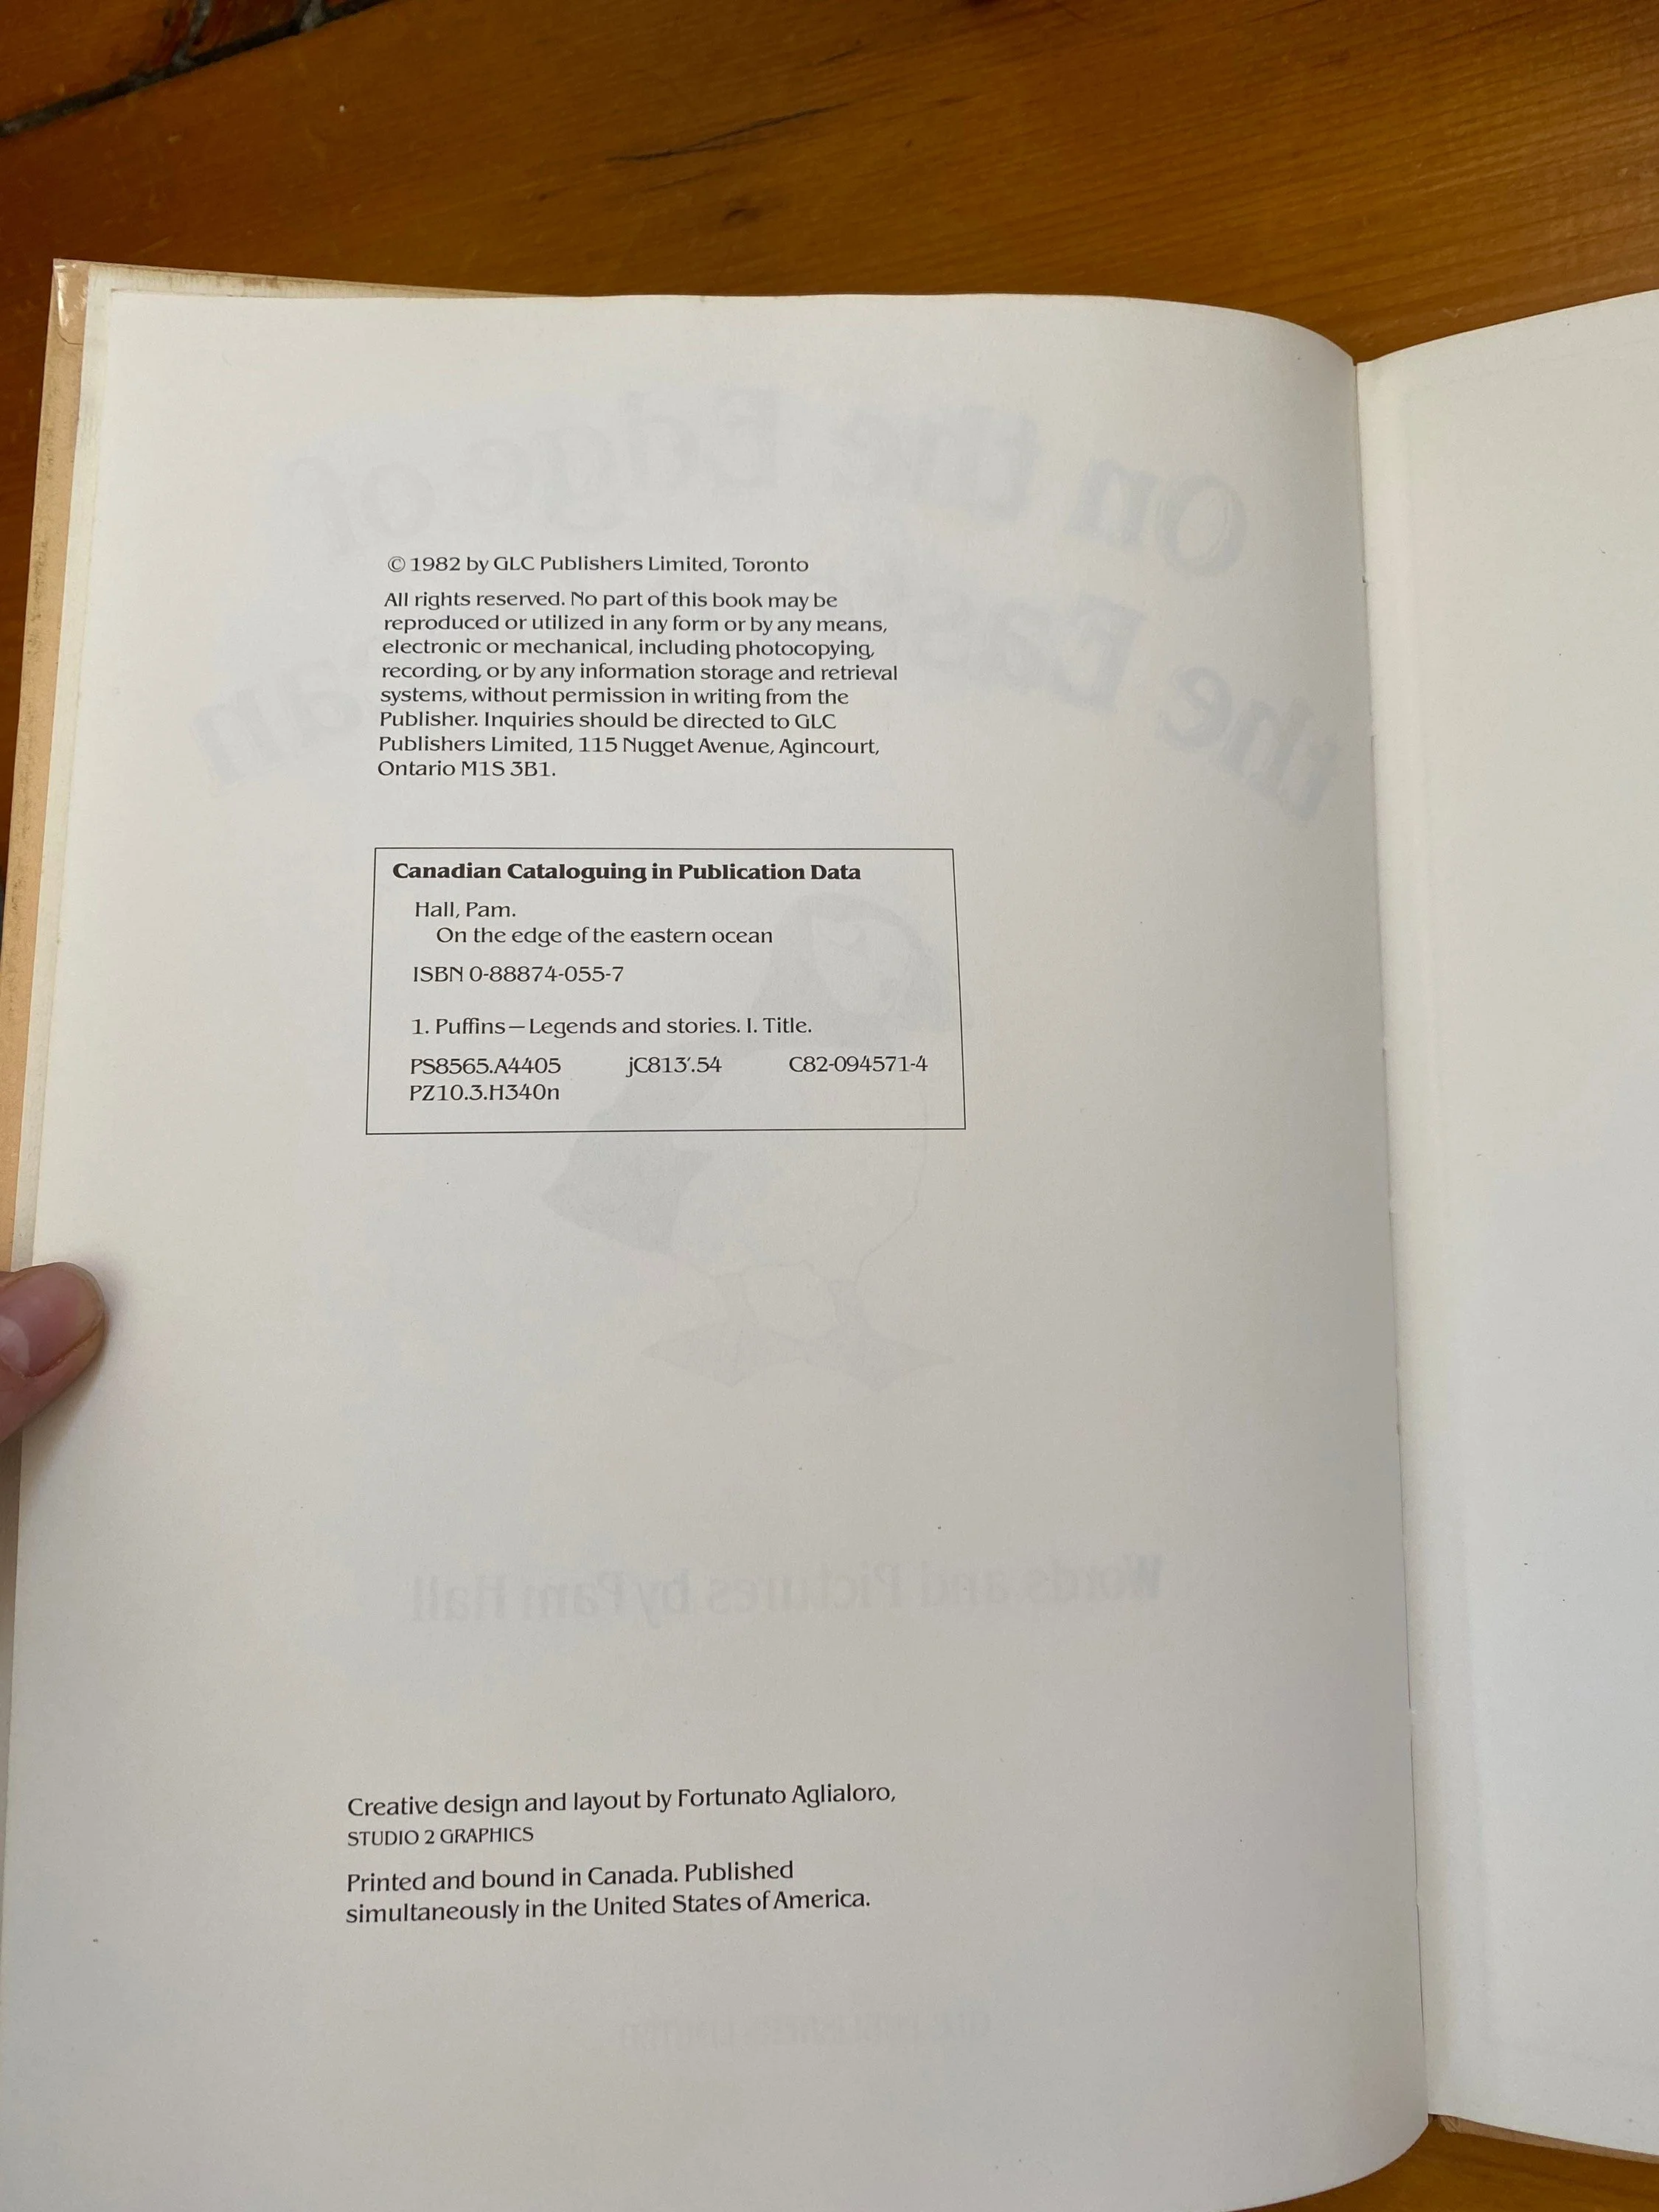 © 1982 by GLC Publishers Limited, Toronto
All rights reserved. No part of this book may be
reproduced or utilized in any form or by any means,
electronic or mechanical, including photocopying,
recording, or by any information storage and retrieval
systems, without permission in writing from the
Publisher. Inquiries should be directed to GLC
Publishers Limited, 115 Nugget Avenue, Agincourt,
Ontario M1S 3B1.
Canadian Cataloguing in Publication Data
Hall, Pam.
On the edge of the eastern ocean
ISBN 0-88874-055-7
1. Puffins—Legends and stories. I. Title.
PS8565.A4405 jC813'.54 C82-094571-4
PZ10.3.H340n
Words and Pictures by Pam Hall
Creative design and layout by Fortunato Aglialoro,
STUDIO 2 GRAPHICS
Printed and bound in Canada. Published
simultaneously in the United States of America.